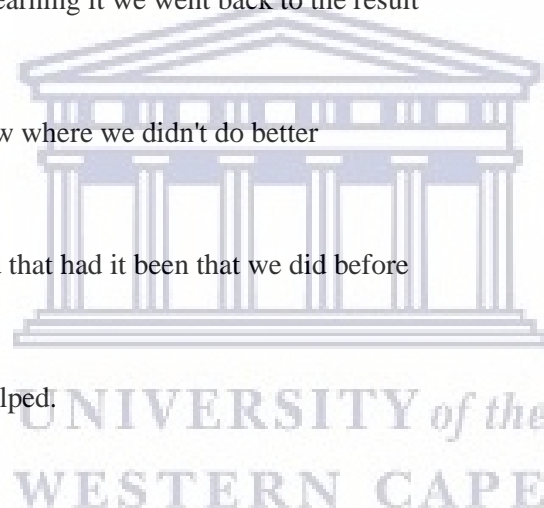 earning it we went back to the result
w where we didn't do better
that had it been that we did before
lped.
UNIVERSITY of the
WESTERN CAPE